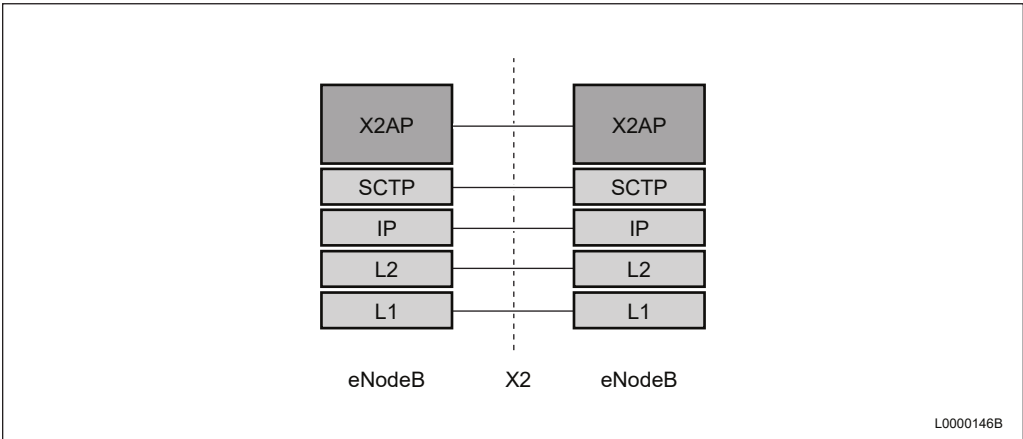 X2AP X2AP
SCTP SCTP
IP IP
L2 L2
L1 L1
eNodeB X2 eNodeB
L0000146B